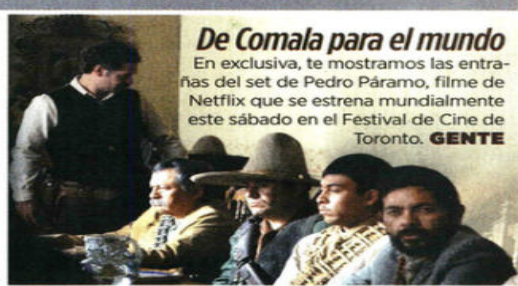 De Comala para el mundo
En exclusiva, te mostramos las entra-
ñas del set de Pedro Páramo, filme de
Netflix que se estrena mundialmente
este sábado en el Festival de Cine de
Toronto. GENTE